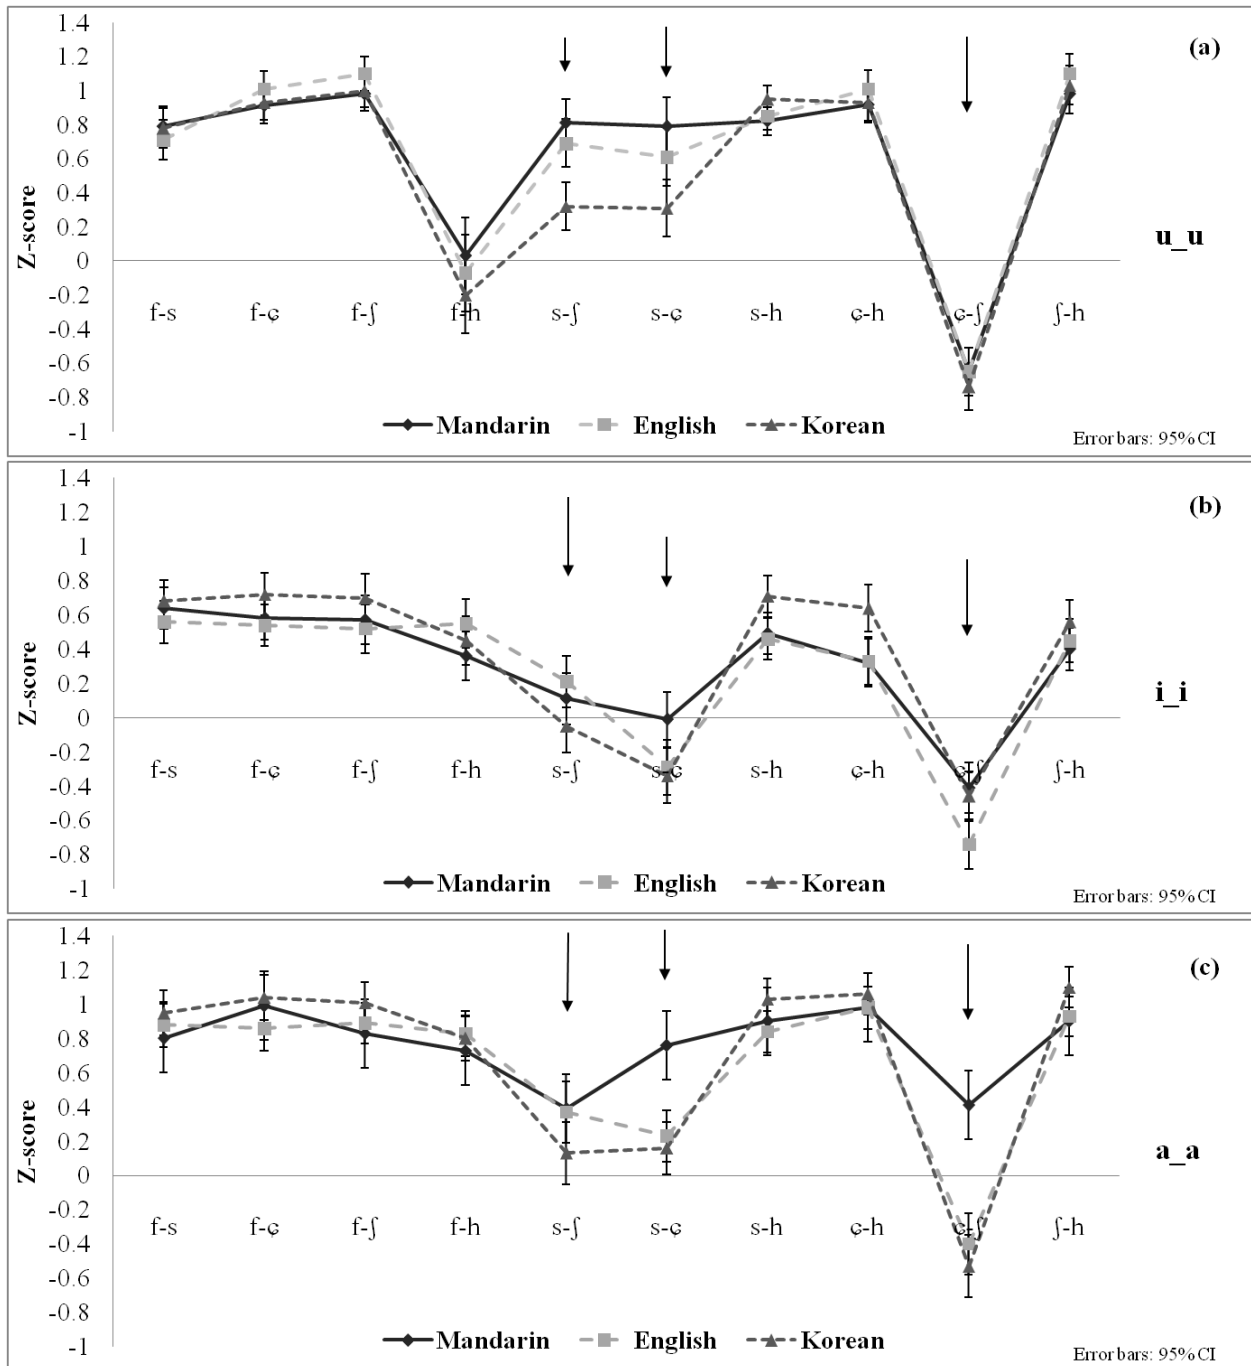 (a)
Z-score
1.4
1.2
1
0.8
0.6
0.4
0.2
0
-0.2
-0.4
-0.6
-0.8
-1
f-s f-ɕ f-ʃ f-h s-ʃ s-ɕ s-h ɕ-h ɕ-ʃ ʃ-h
u_u
Mandarin English Korean
Error bars: 95% CI
(b)
Z-score
1.4
1.2
1
0.8
0.6
0.4
0.2
0
-0.2
-0.4
-0.6
-0.8
-1
f-s f-ɕ f-ʃ f-h s-ʃ s-ɕ s-h ɕ-h ɕ-ʃ ʃ-h
i_i
Mandarin English Korean
Error bars: 95% CI
(c)
Z-score
1.4
1.2
1
0.8
0.6
0.4
0.2
0
-0.2
-0.4
-0.6
-0.8
-1
f-s f-ɕ f-ʃ f-h s-ʃ s-ɕ s-h ɕ-h ɕ-ʃ ʃ-h
a_a
Mandarin English Korean
Error bars: 95% CI